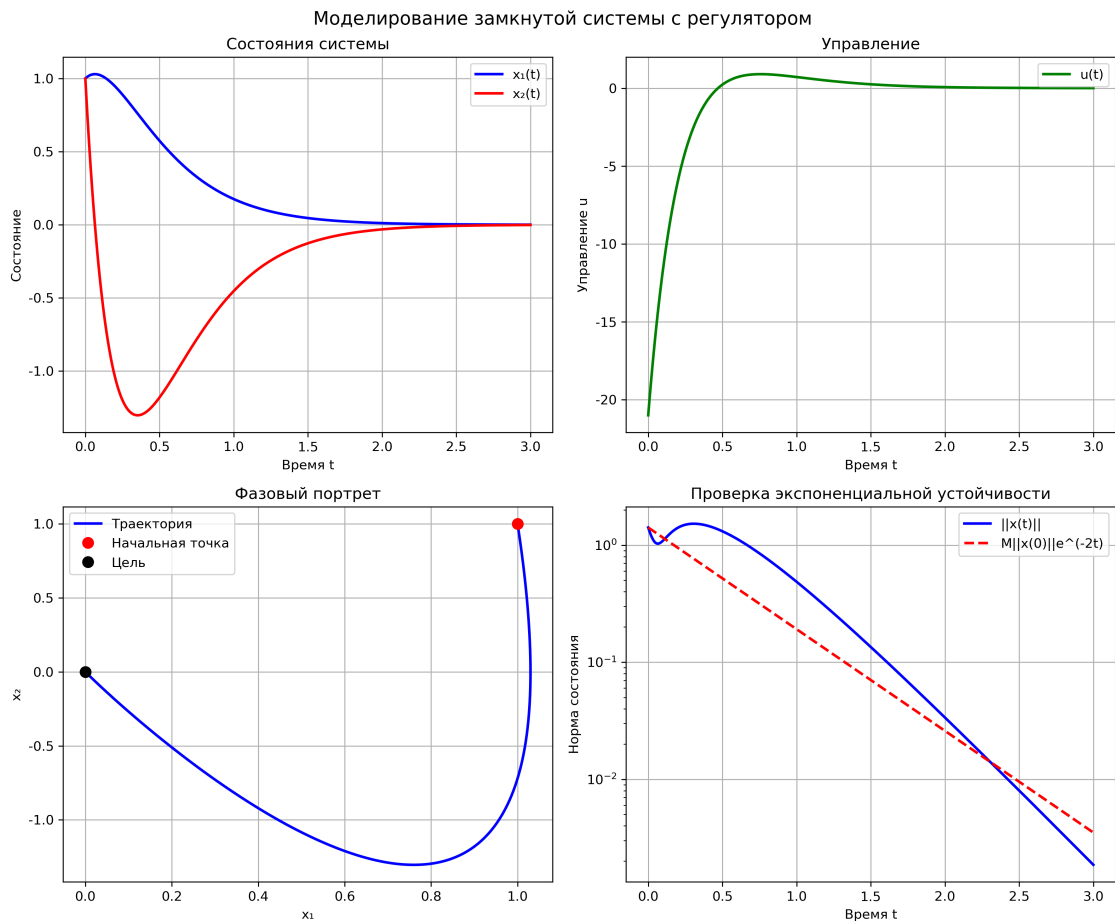 Моделирование замкнутой системы с регулятором
Состояния системы
Состояние
1.0
0.5
0.0
-0.5
-1.0
x₁(t)
x₂(t)
0.0 0.5 1.0 1.5 2.0 2.5 3.0
Время t
Управление
Управление u
0
-5
-10
-15
-20
u(t)
0.0 0.5 1.0 1.5 2.0 2.5 3.0
Время t
Фазовый портрет
x₂
1.0
0.5
0.0
-0.5
-1.0
Траектория
Начальная точка
Цель
0.0 0.2 0.4 0.6 0.8 1.0
x₁
Проверка экспоненциальной устойчивости
Норма состояния
10⁰
10⁻¹
10⁻²
||x(t)||
M||x(0)||e^(-2t)
0.0 0.5 1.0 1.5 2.0 2.5 3.0
Время t